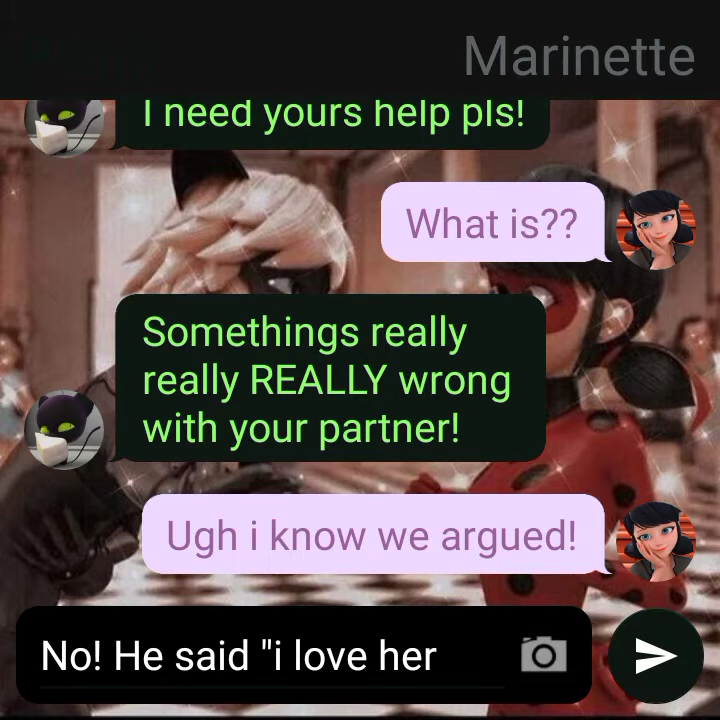 Marinette
I need yours help pls!
What is??
Somethings really
really REALLY wrong
with your partner!
Ugh i know we argued!
No! He said "i love her